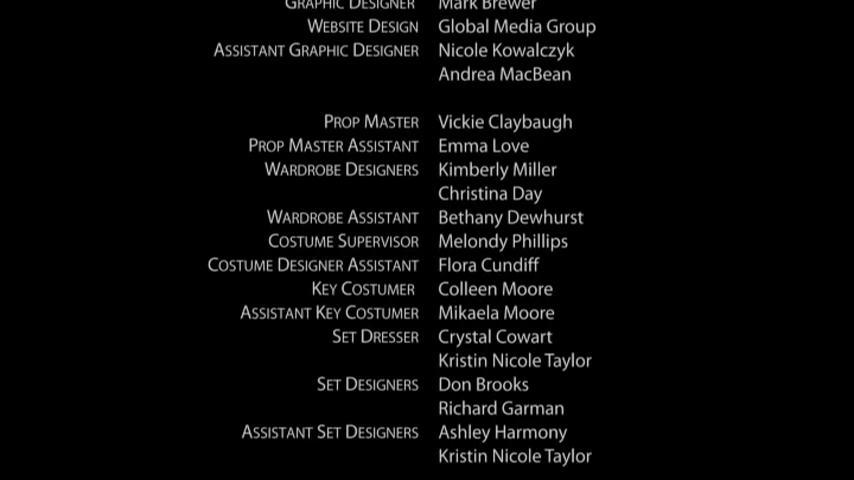 GRAPHIC DESIGNER Mark Brewer
WEBSITE DESIGN Global Media Group
ASSISTANT GRAPHIC DESIGNER Nicole Kowalczyk
Andrea MacBean
PROP MASTER Vickie Claybaugh
PROP MASTER ASSISTANT Emma Love
WARDROBE DESIGNERS Kimberly Miller
Christina Day
WARDROBE ASSISTANT Bethany Dewhurst
COSTUME SUPERVISOR Melondy Phillips
COSTUME DESIGNER ASSISTANT Flora Cundiff
KEY COSTUMER Colleen Moore
ASSISTANT KEY COSTUMER Mikaela Moore
SET DRESSER Crystal Cowart
Kristin Nicole Taylor
SET DESIGNERS Don Brooks
Richard Garman
ASSISTANT SET DESIGNERS Ashley Harmony
Kristin Nicole Taylor